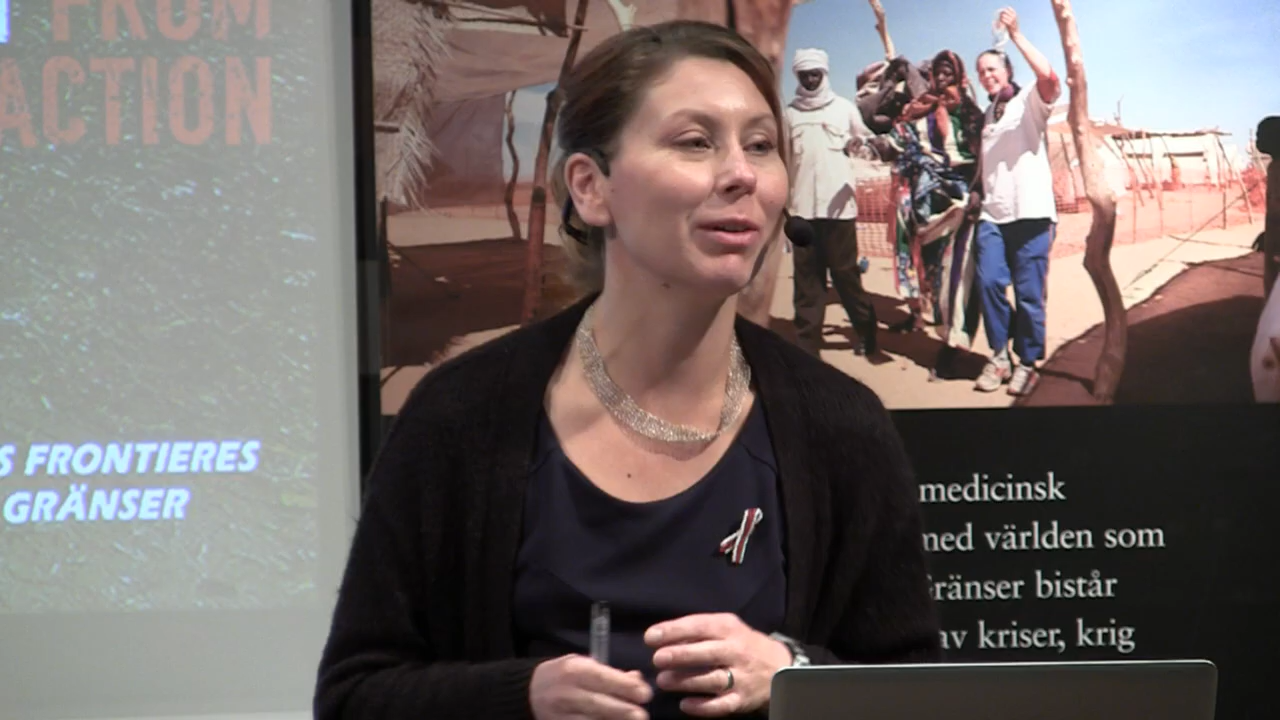 FROM
ACTION
S FRONTIERES
GRÄNSER
medicinsk
med världen som
Gränser bistår
av kriser, krig